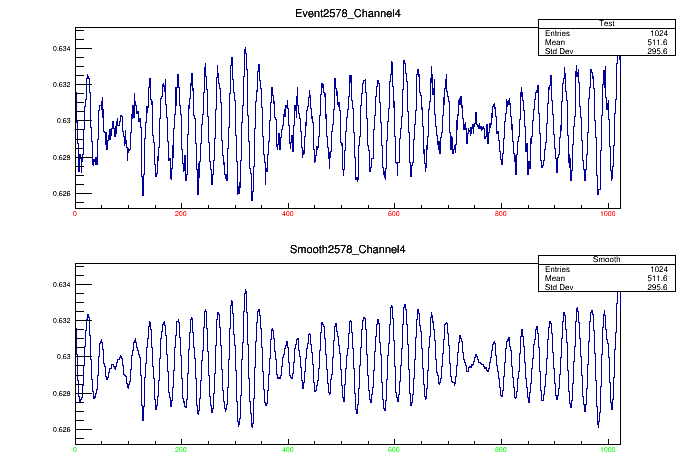 Event2578_Channel4
Test
Entries 1024
Mean 511.6
Std Dev 295.6
0.634
0.632
0.63
0.628
0.626
0 200 400 600 800 1000
Smooth2578_Channel4
Smooth
Entries 1024
Mean 511.6
Std Dev 295.6
0.634
0.632
0.63
0.628
0.626
0 200 400 600 800 1000